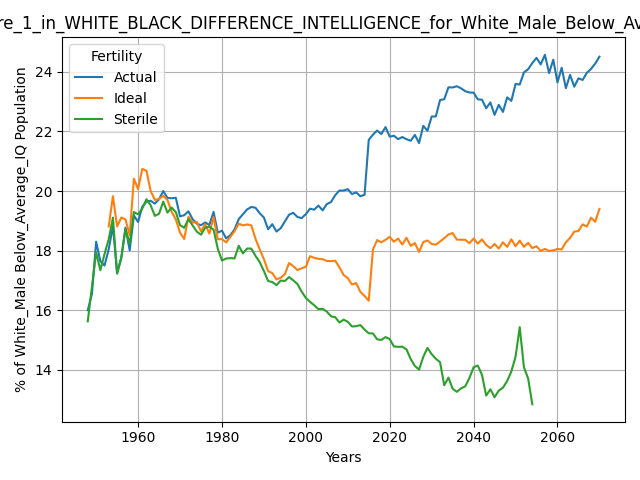 re_1_in_WHITE_BLACK_DIFFERENCE_INTELLIGENCE_for_White_Male_Below_Av
Fertility
Actual
Ideal
Sterile
% of White_Male Below_Average_IQ Population
24
22
20
18
16
14
1960
1980
2000
2020
2040
2060
Years